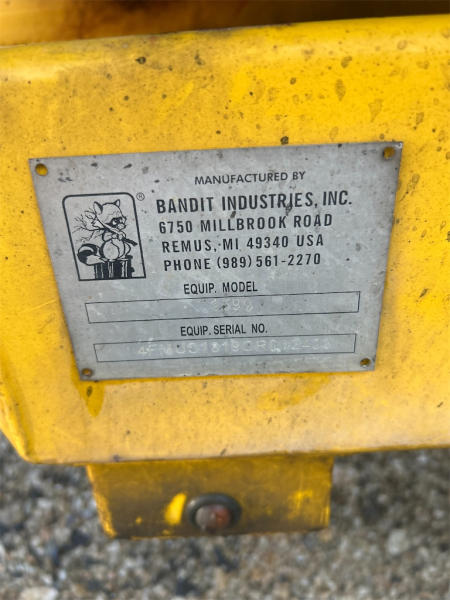 MANUFACTURED BY
BANDIT INDUSTRIES, INC.
6750 MILLBROOK ROAD
REMUS, MI 49340 USA
PHONE (989) 561-2270
EQUIP. MODEL
EQUIP. SERIAL NO.